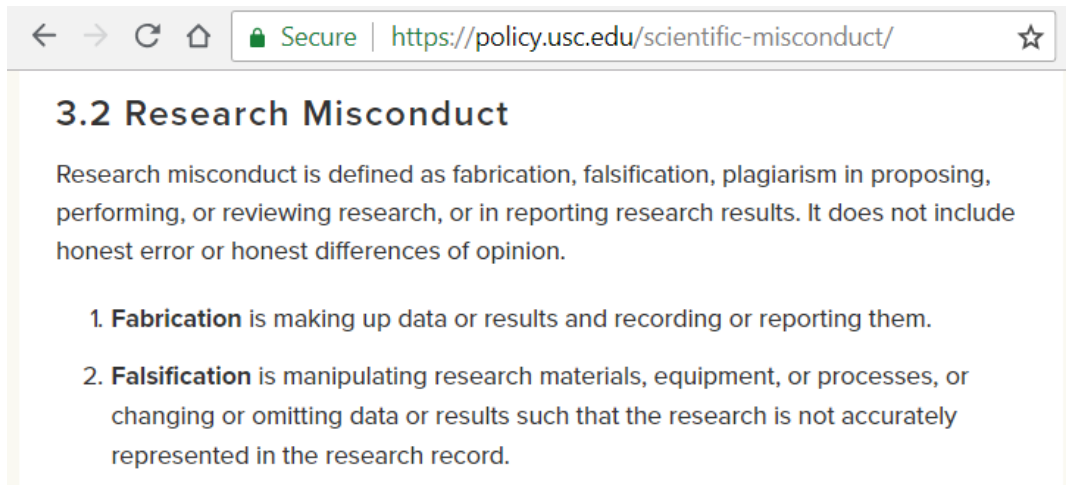 Secure | https://policy.usc.edu/scientific-misconduct/
3.2 Research Misconduct
Research misconduct is defined as fabrication, falsification, plagiarism in proposing,
performing, or reviewing research, or in reporting research results. It does not include
honest error or honest differences of opinion.
1. Fabrication is making up data or results and recording or reporting them.
2. Falsification is manipulating research materials, equipment, or processes, or
changing or omitting data or results such that the research is not accurately
represented in the research record.